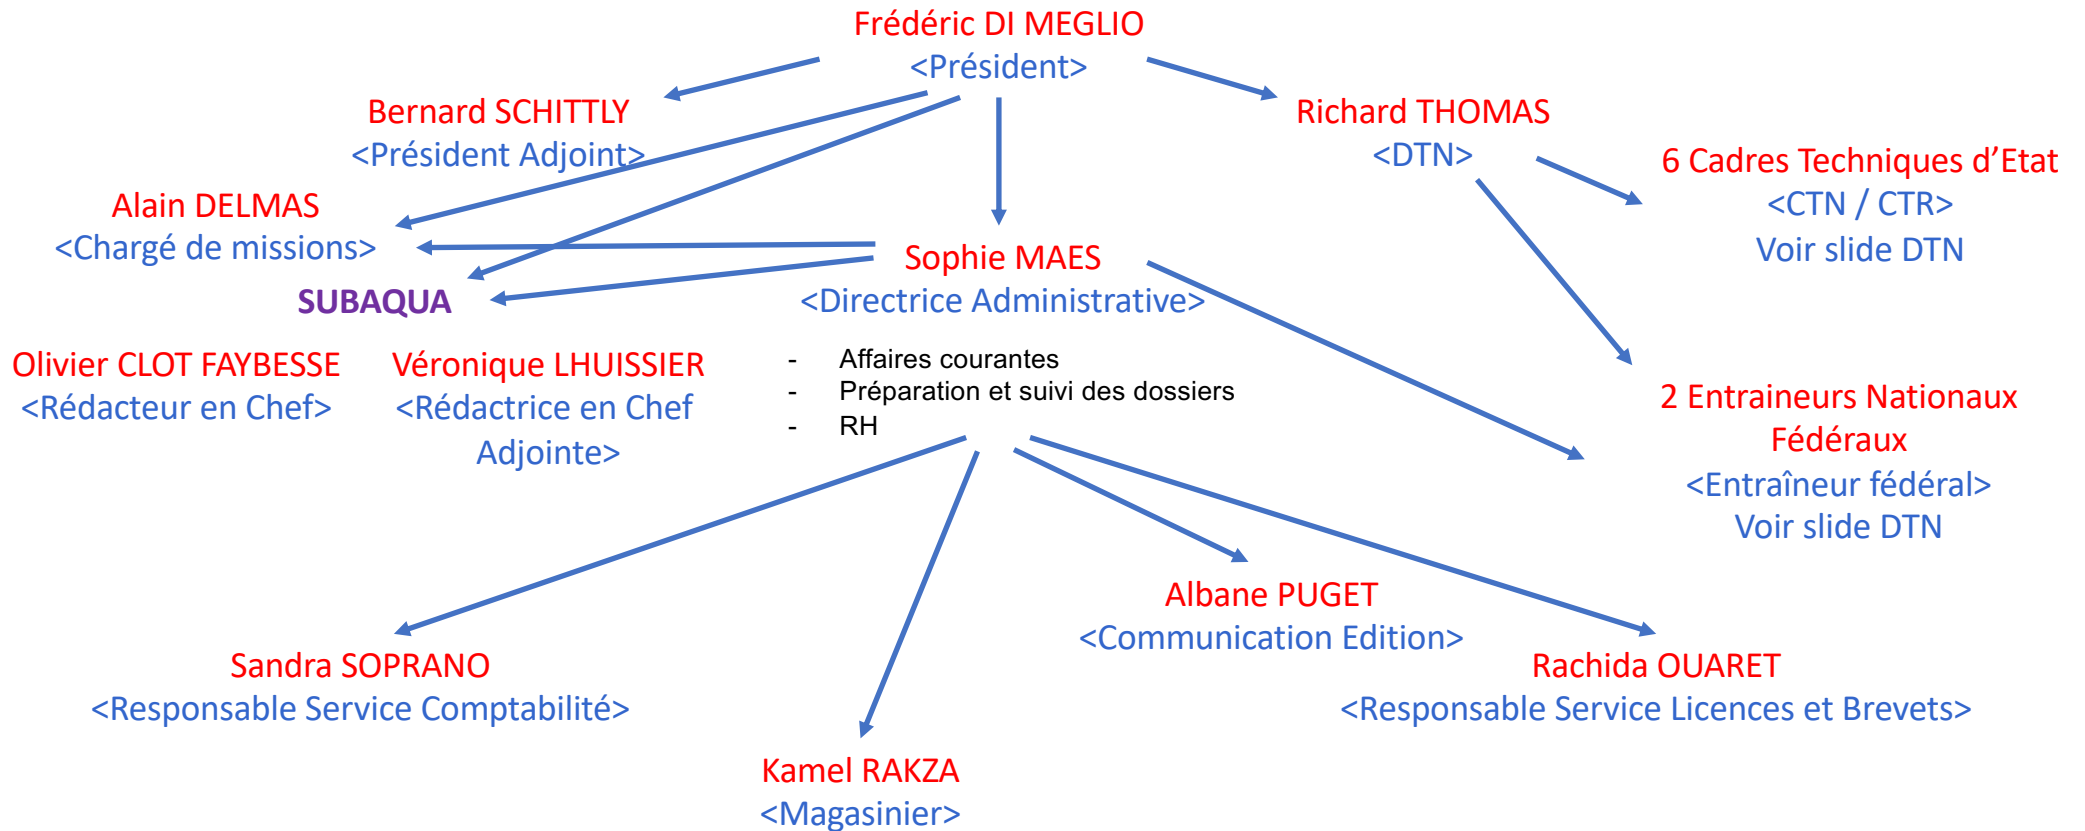 Frédéric DI MEGLIO
<Président>
Bernard SCHITTLY
<Président Adjoint>
Richard THOMAS
<DTN>
6 Cadres Techniques d’Etat
<CTN / CTR>
Voir slide DTN
Alain DELMAS
<Chargé de missions>
Sophie MAES
<Directrice Administrative>
SUBAQUA
Olivier CLOT FAYBESSE
<Rédacteur en Chef>
Véronique LHUISSIER
<Rédactrice en Chef
Adjointe>
- Affaires courantes
- Préparation et suivi des dossiers
- RH
2 Entraineurs Nationaux
Fédéraux
<Entraîneur fédéral>
Voir slide DTN
Albane PUGET
<Communication Edition>
Sandra SOPRANO
<Responsable Service Comptabilité>
Rachida OUARET
<Responsable Service Licences et Brevets>
Kamel RAKZA
<Magasinier>